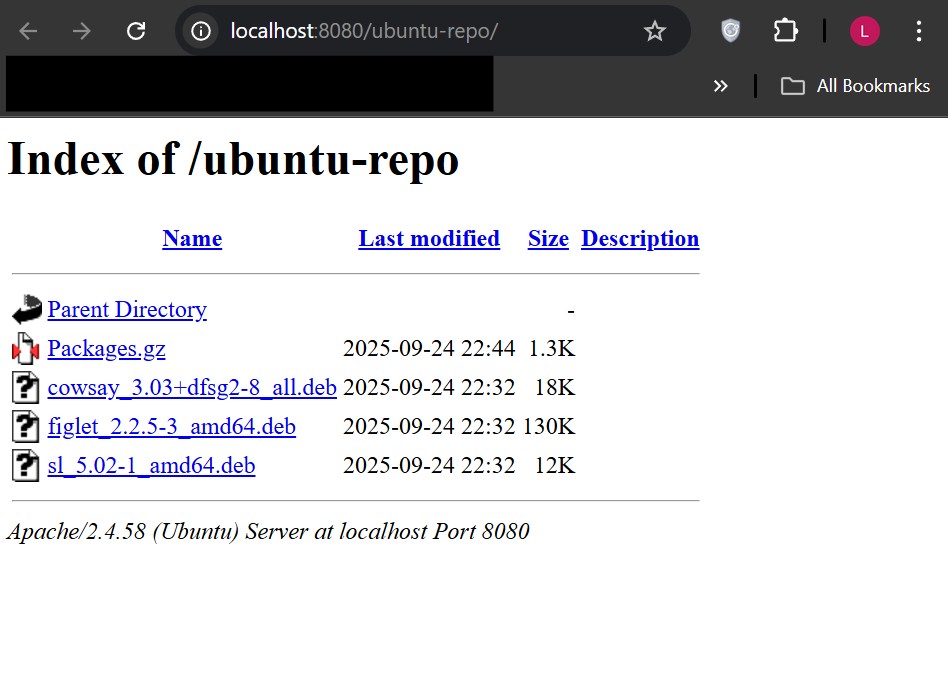 localhost:8080/ubuntu-repo/
L
All Bookmarks
Index of /ubuntu-repo
Name Last modified Size Description
Parent Directory -
Packages.gz 2025-09-24 22:44 1.3K
cowsay_3.03+dfsg2-8_all.deb 2025-09-24 22:32 18K
figlet_2.2.5-3_amd64.deb 2025-09-24 22:32 130K
sl_5.02-1_amd64.deb 2025-09-24 22:32 12K
Apache/2.4.58 (Ubuntu) Server at localhost Port 8080